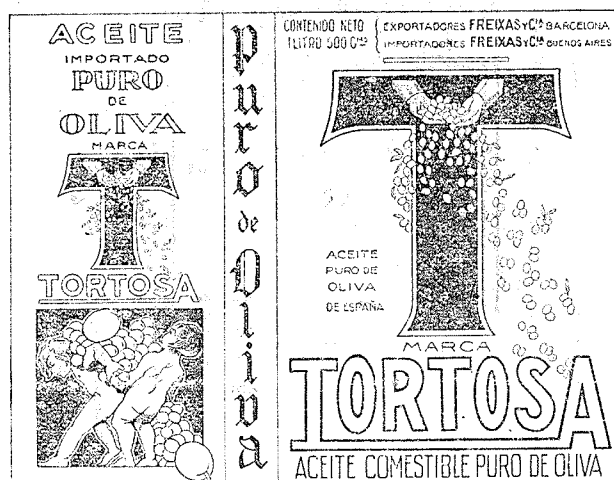 ACEITE
IMPORTADO
PURO
DE
OLIVA
MARCA
T
TORTOSA
Puro de Oliva
CONTENIDO NETO
1 LITRO 500 Gᵐᵒˢ
EXPORTADORES FREIXAS Y Cⁱᵃ BARCELONA
IMPORTADORES FREIXAS Y Cⁱᵃ BUENOS AIRES
T
ACEITE
PURO DE
OLIVA
DE ESPAÑA
MARCA
TORTOSA
ACEITE COMESTIBLE PURO DE OLIVA